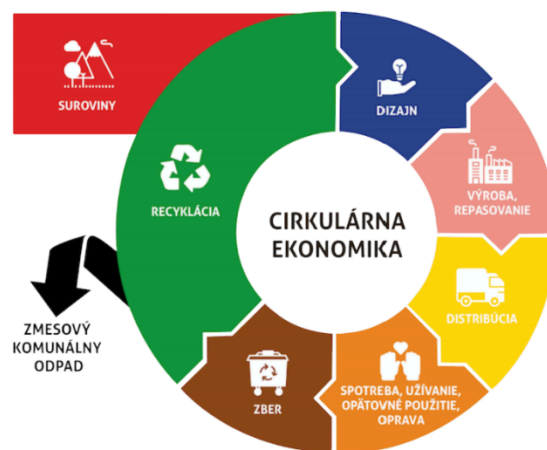 SUROVINY
DIZAJN
VÝROBA,
REPASOVANIE
RECYKLÁCIA
CIRKULÁRNA
EKONOMIKA
DISTRIBÚCIA
ZMESOVÝ
KOMUNÁLNY
ODPAD
ZBER
SPOTREBA, UŽÍVANIE,
OPÄTOVNÉ POUŽITIE,
OPRAVA